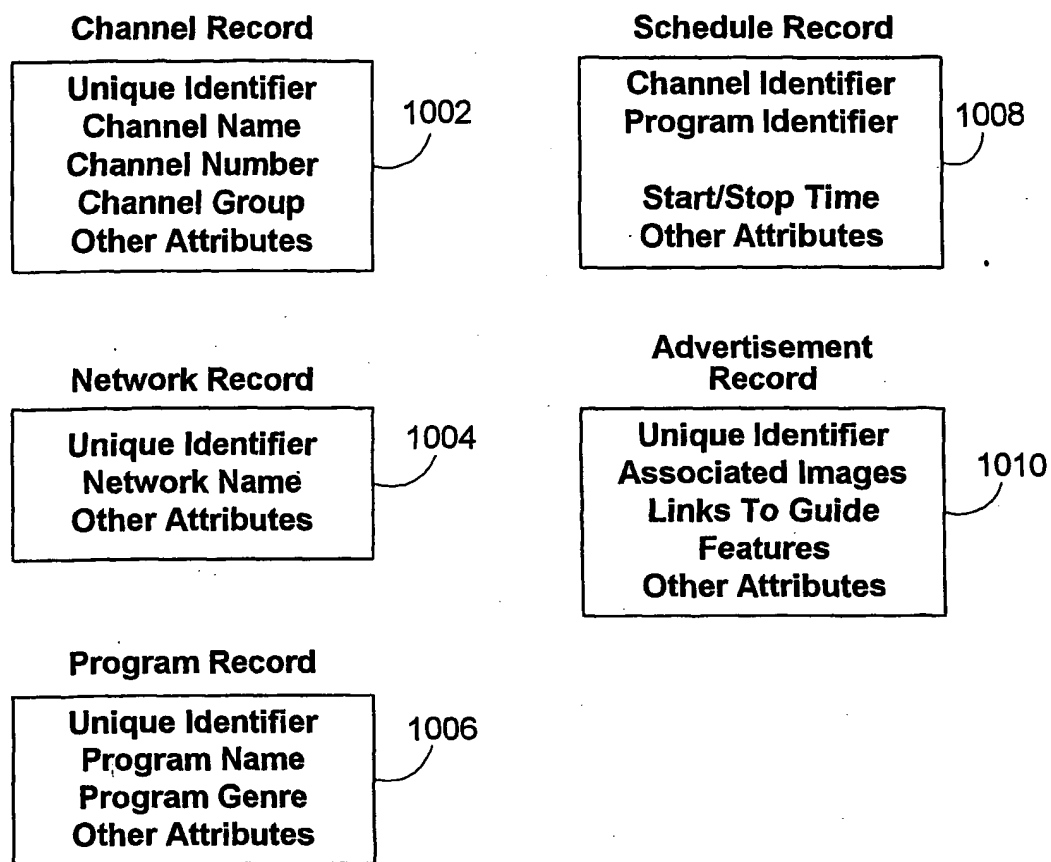 Channel Record
Unique Identifier
Channel Name
Channel Number
Channel Group
Other Attributes
1002
Network Record
Unique Identifier
Network Name
Other Attributes
1004
Program Record
Unique Identifier
Program Name
Program Genre
Other Attributes
1006
Schedule Record
Channel Identifier
Program Identifier
Start/Stop Time
Other Attributes
1008
Advertisement
Record
Unique Identifier
Associated Images
Links To Guide
Features
Other Attributes
1010